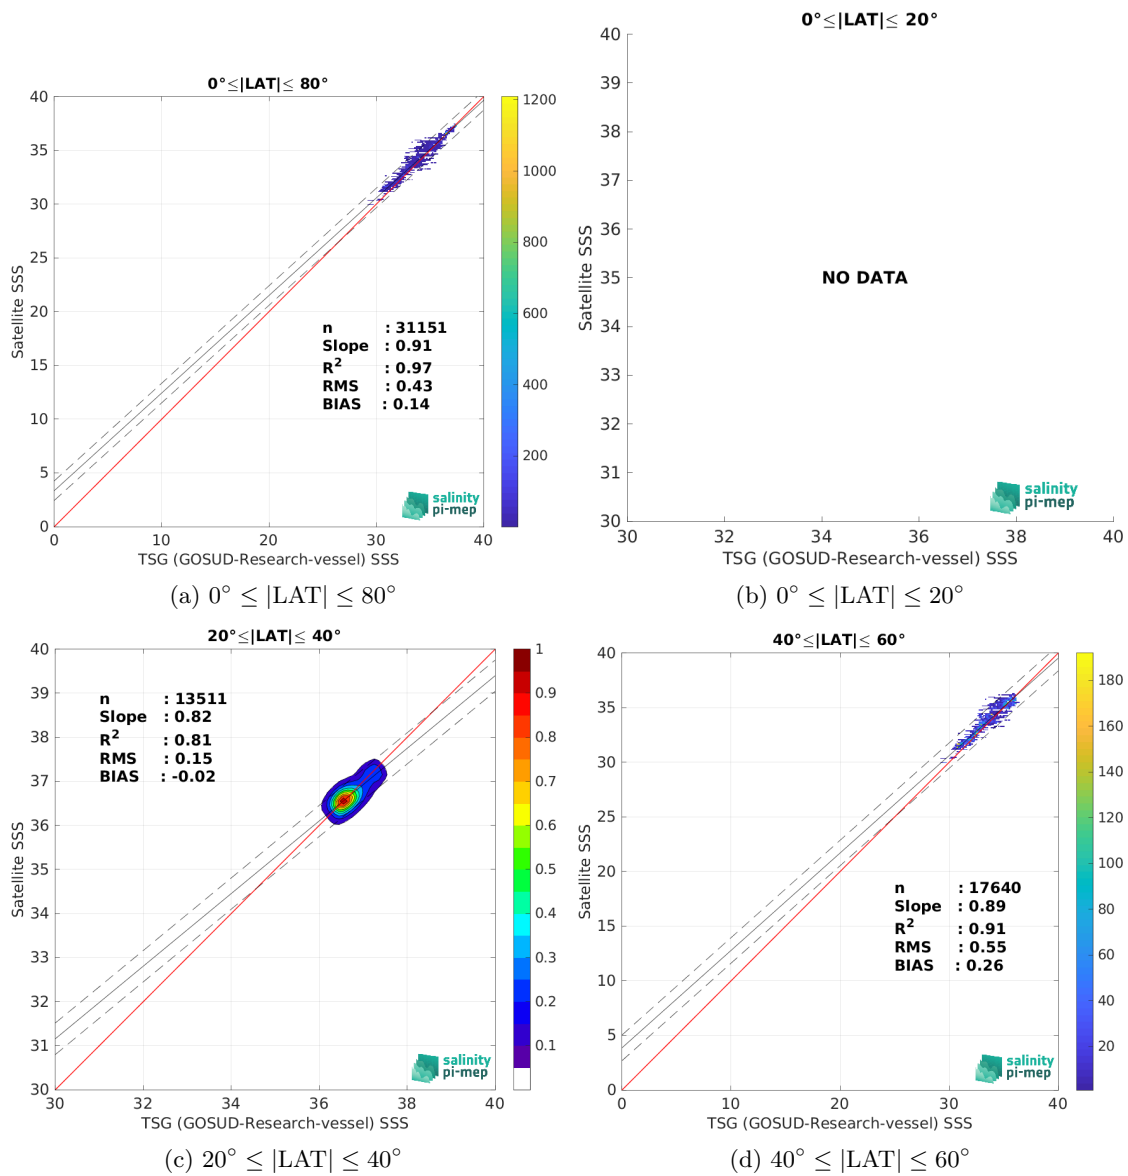 0°≤|LAT|≤ 80°
40
35
30
25
20
15
10
5
0
0
10
20
30
40
Satellite SSS
TSG (GOSUD-Research-vessel) SSS
n : 31151
Slope : 0.91
R² : 0.97
RMS : 0.43
BIAS : 0.14
salinity
pi-mep
1200
1000
800
600
400
200
(a) 0° ≤ |LAT| ≤ 80°
0°≤|LAT|≤ 20°
40
39
38
37
36
35
34
33
32
31
30
30
32
34
36
38
40
Satellite SSS
TSG (GOSUD-Research-vessel) SSS
NO DATA
salinity
pi-mep
(b) 0° ≤ |LAT| ≤ 20°
20°≤|LAT|≤ 40°
40
39
38
37
36
35
34
33
32
31
30
30
32
34
36
38
40
Satellite SSS
TSG (GOSUD-Research-vessel) SSS
n : 13511
Slope : 0.82
R² : 0.81
RMS : 0.15
BIAS : -0.02
salinity
pi-mep
1
0.9
0.8
0.7
0.6
0.5
0.4
0.3
0.2
0.1
(c) 20° ≤ |LAT| ≤ 40°
40°≤|LAT|≤ 60°
40
35
30
25
20
15
10
5
0
0
10
20
30
40
Satellite SSS
TSG (GOSUD-Research-vessel) SSS
n : 17640
Slope : 0.89
R² : 0.91
RMS : 0.55
BIAS : 0.26
salinity
pi-mep
180
160
140
120
100
80
60
40
20
(d) 40° ≤ |LAT| ≤ 60°